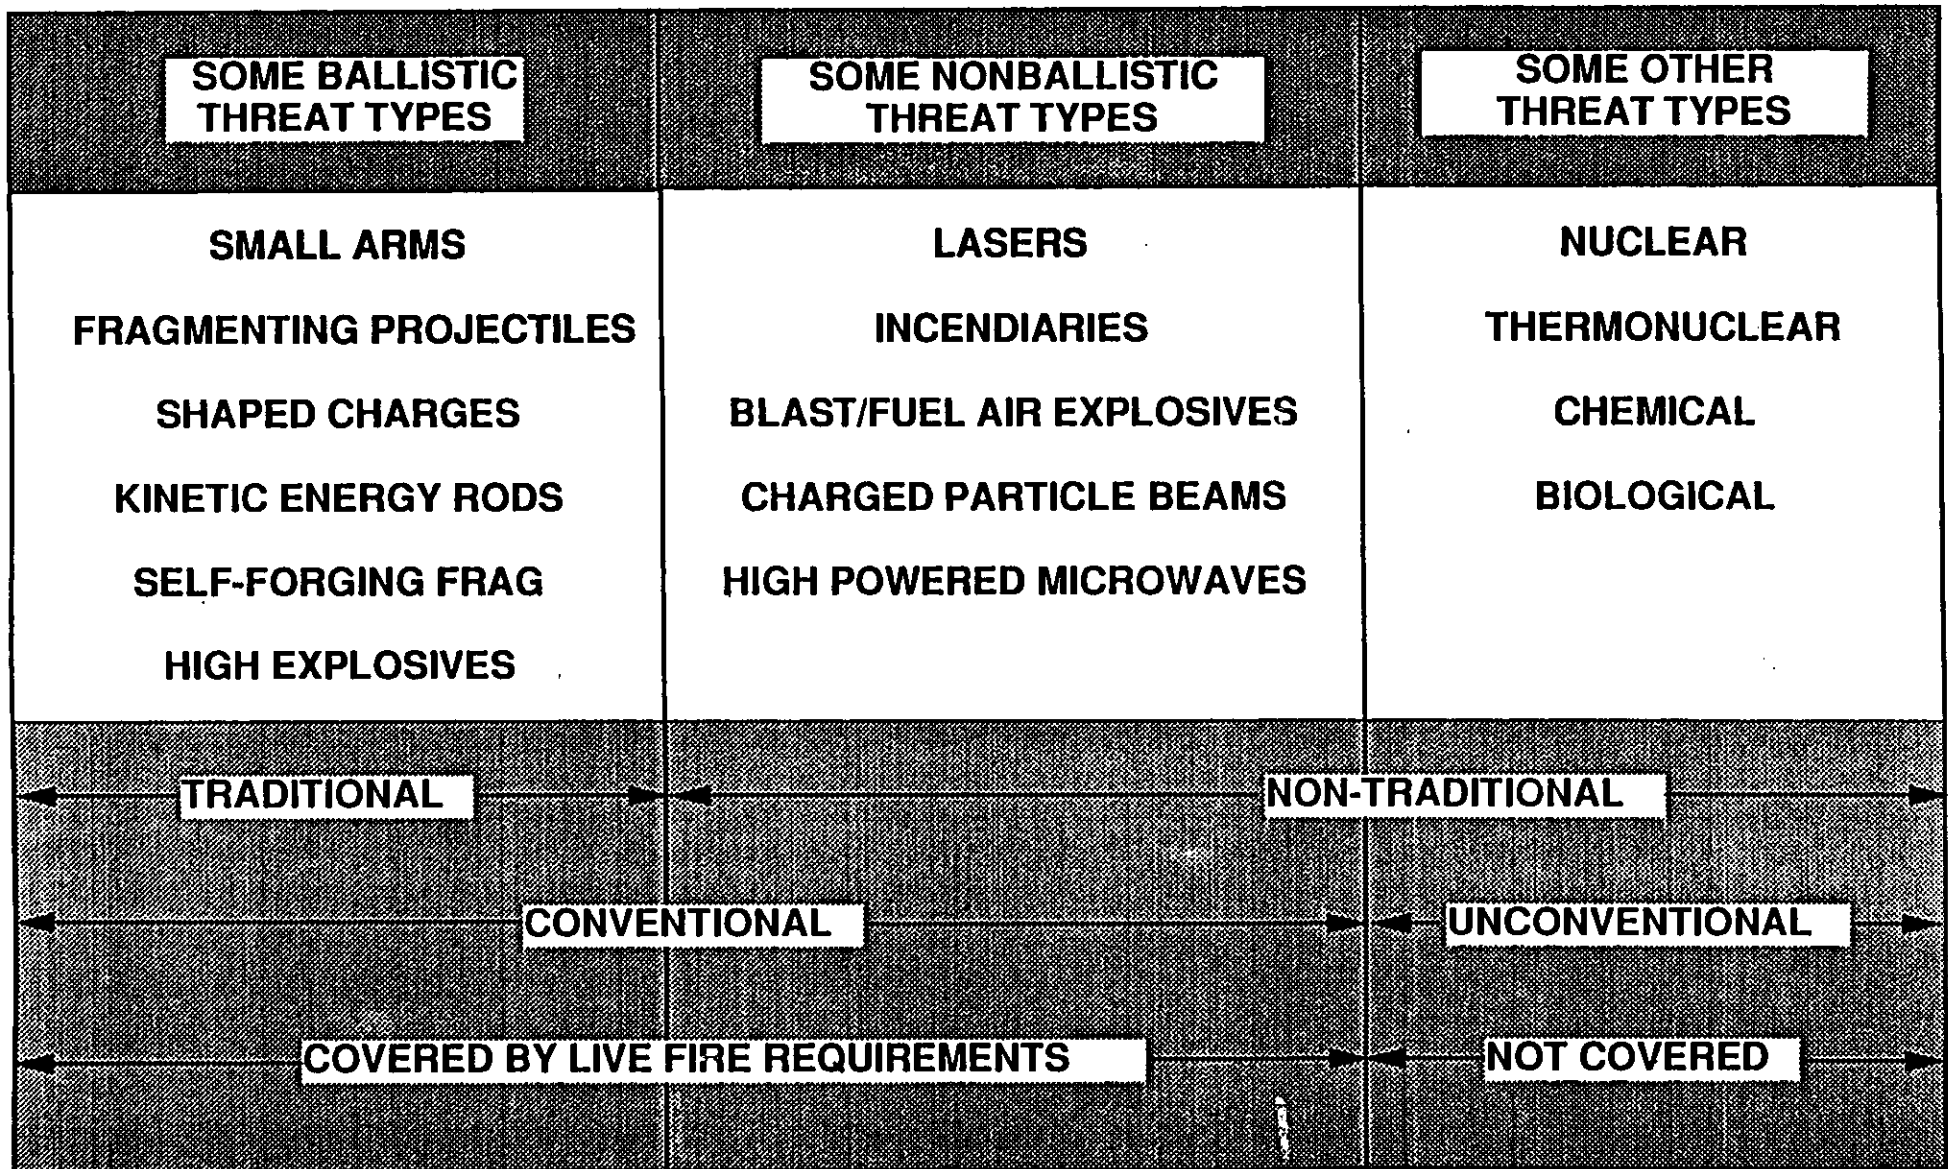 SOME BALLISTIC
THREAT TYPES
SOME NONBALLISTIC
THREAT TYPES
SOME OTHER
THREAT TYPES
SMALL ARMS
FRAGMENTING PROJECTILES
SHAPED CHARGES
KINETIC ENERGY RODS
SELF-FORGING FRAG
HIGH EXPLOSIVES
LASERS
INCENDIARIES
BLAST/FUEL AIR EXPLOSIVES
CHARGED PARTICLE BEAMS
HIGH POWERED MICROWAVES
NUCLEAR
THERMONUCLEAR
CHEMICAL
BIOLOGICAL
TRADITIONAL
NON-TRADITIONAL
CONVENTIONAL
UNCONVENTIONAL
COVERED BY LIVE FIRE REQUIREMENTS
NOT COVERED